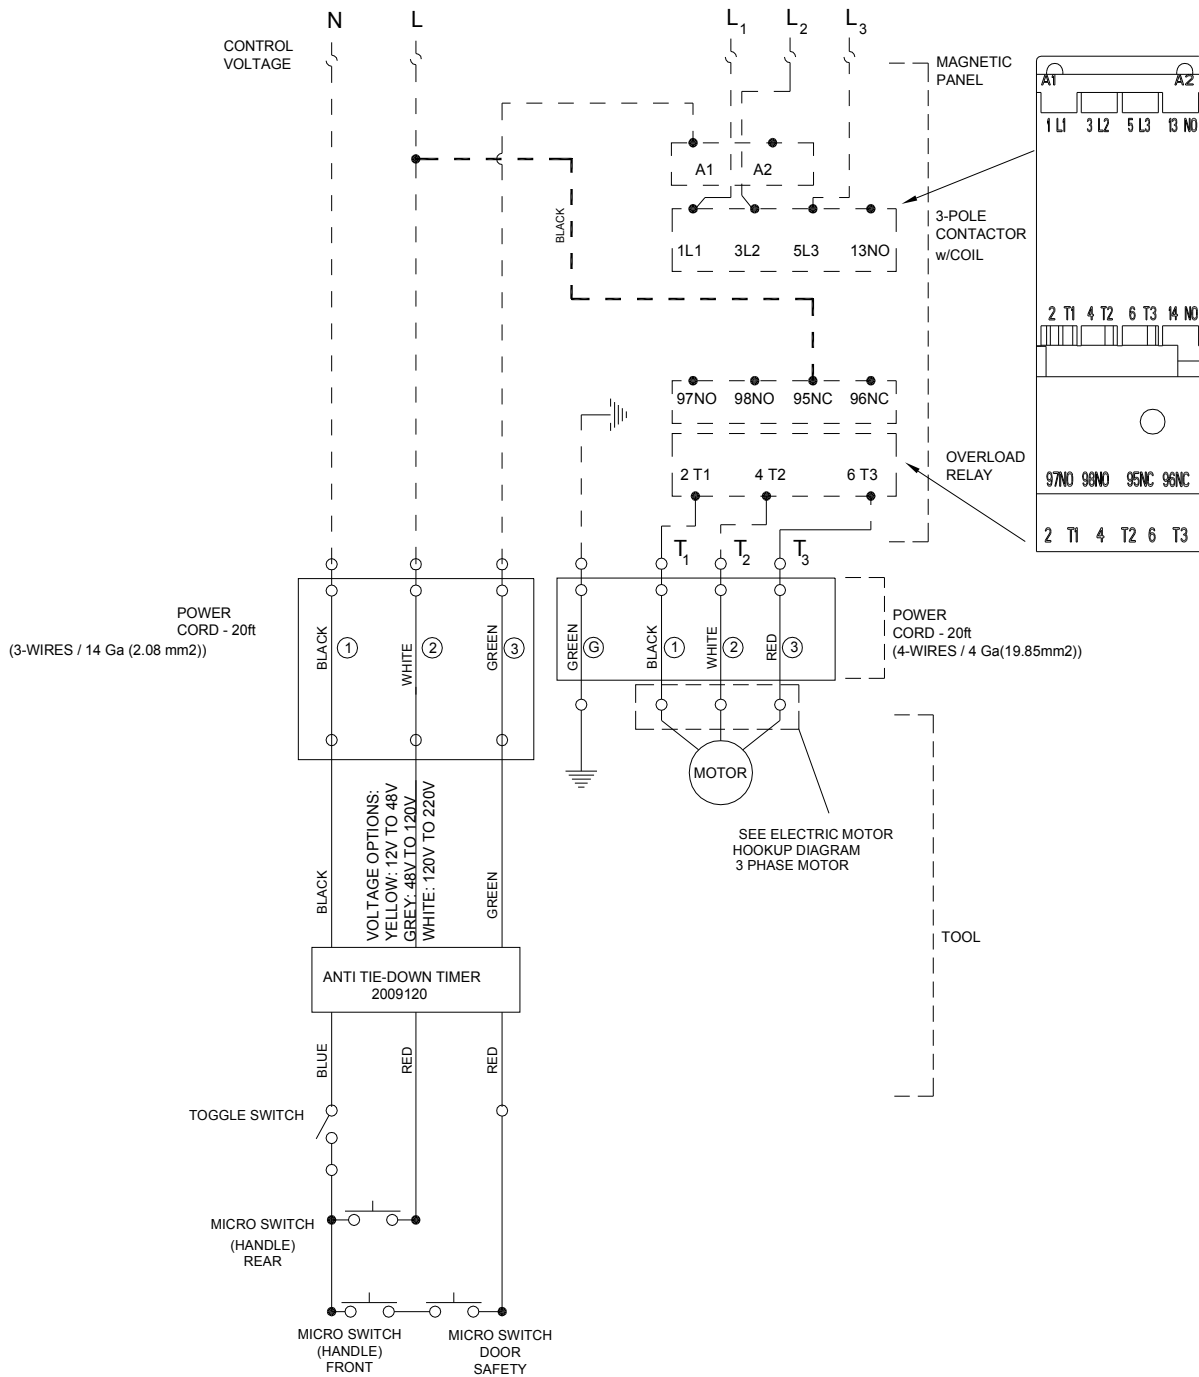 N
L
L1
L2
L3
CONTROL
VOLTAGE
MAGNETIC
PANEL
A1
A2
1 L1
3 L2
5 L3
13 NO
A1
A2
BLACK
3-POLE
CONTACTOR
w/COIL
1L1
3L2
5L3
13NO
2 T1
4 T2
6 T3
14 NO
97NO
98NO
95NC
96NC
OVERLOAD
RELAY
2 T1
4 T2
6 T3
97NO
98NO
95NC
96NC
2 T1
4 T2
6 T3
T1
T2
T3
POWER
CORD - 20ft
(3-WIRES / 14 Ga (2.08 mm2))
BLACK
1
WHITE
2
GREEN
3
GREEN
G
BLACK
1
WHITE
2
RED
3
POWER
CORD - 20ft
(4-WIRES / 4 Ga(19.85mm2))
MOTOR
SEE ELECTRIC MOTOR
HOOKUP DIAGRAM
3 PHASE MOTOR
VOLTAGE OPTIONS:
YELLOW: 12V TO 48V
GREY: 48V TO 120V
WHITE: 120V TO 220V
BLACK
GREEN
TOOL
ANTI TIE-DOWN TIMER
2009120
BLUE
RED
RED
TOGGLE SWITCH
MICRO SWITCH
(HANDLE)
REAR
MICRO SWITCH
(HANDLE)
FRONT
MICRO SWITCH
DOOR
SAFETY